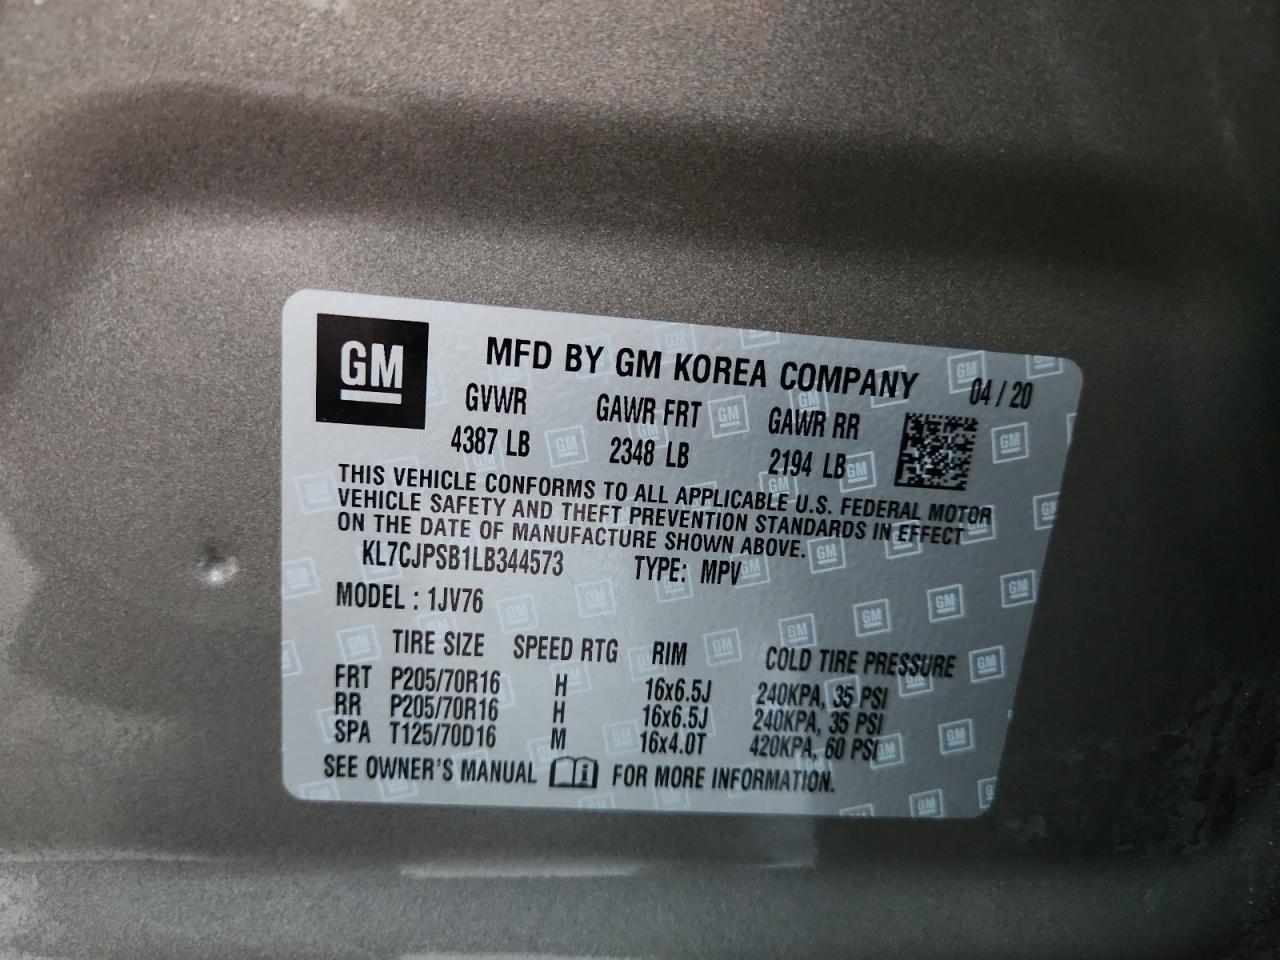 GM
MFD BY GM KOREA COMPANY 04 / 20
GVWR GAWR FRT GAWR RR
4387 LB 2348 LB 2194 LB
THIS VEHICLE CONFORMS TO ALL APPLICABLE U.S. FEDERAL MOTOR
VEHICLE SAFETY AND THEFT PREVENTION STANDARDS IN EFFECT
ON THE DATE OF MANUFACTURE SHOWN ABOVE.
KL7CJPSB1LB344573 TYPE: MPV
MODEL : 1JV76
TIRE SIZE SPEED RTG RIM COLD TIRE PRESSURE
FRT P205/70R16 H 16x6.5J 240KPA, 35 PSI
RR P205/70R16 H 16x6.5J 240KPA, 35 PSI
SPA T125/70D16 M 16x4.0T 420KPA, 60 PSI
SEE OWNER'S MANUAL FOR MORE INFORMATION.